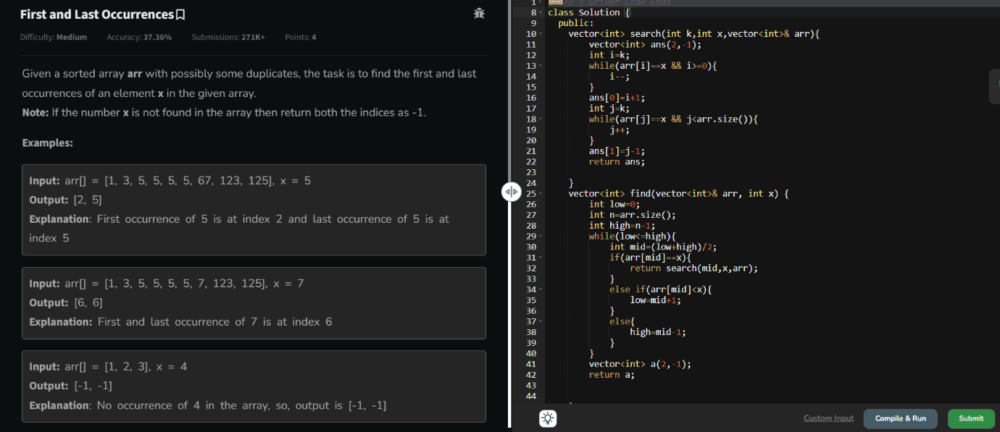 First and Last Occurrences
Difficulty: Medium Accuracy: 37.36% Submissions: 271K+ Points: 4
Given a sorted array arr with possibly some duplicates, the task is to find the first and last
occurrences of an element x in the given array.
Note: If the number x is not found in the array then return both the indices as -1.
Examples:
Input: arr[] = [1, 3, 5, 5, 5, 5, 67, 123, 125], x = 5
Output: [2, 5]
Explanation: First occurrence of 5 is at index 2 and last occurrence of 5 is at
index 5
Input: arr[] = [1, 3, 5, 5, 5, 5, 7, 123, 125], x = 7
Output: [6, 6]
Explanation: First and last occurrence of 7 is at index 6
Input: arr[] = [1, 2, 3], x = 4
Output: [-1, -1]
Explanation: No occurrence of 4 in the array, so, output is [-1, -1]
1 // } Driver Code Ends
8 class Solution {
9 public:
10 vector<int> search(int k,int x,vector<int>& arr){
11 vector<int> ans(2,-1);
12 int i=k;
13 while(arr[i]==x && i>=0){
14 i--;
15 }
16 ans[0]=i+1;
17 int j=k;
18 while(arr[j]==x && j<arr.size()){
19 j++;
20 }
21 ans[1]=j-1;
22 return ans;
23
24 }
25 vector<int> find(vector<int>& arr, int x) {
26 int low=0;
27 int n=arr.size();
28 int high=n-1;
29 while(low<=high){
30 int mid=(low+high)/2;
31 if(arr[mid]==x){
32 return search(mid,x,arr);
33 }
34 else if(arr[mid]<x){
35 low=mid+1;
36 }
37 else{
38 high=mid-1;
39 }
40 }
41 vector<int> a(2,-1);
42 return a;
43
44
Custom Input Compile & Run Submit